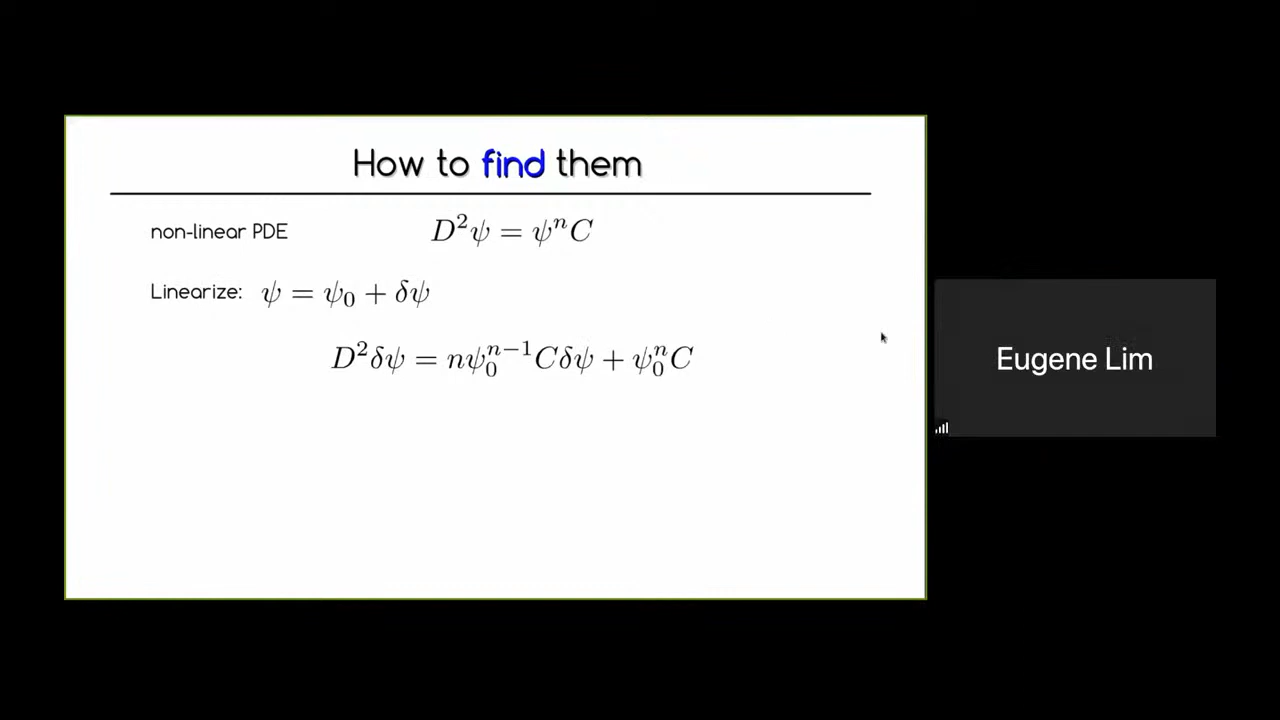 How to find them
non-linear PDE D²ψ = ψⁿC
Linearize: ψ = ψ₀ + δψ
D²δψ = nψ₀ⁿ⁻¹Cδψ + ψ₀ⁿC
Eugene Lim